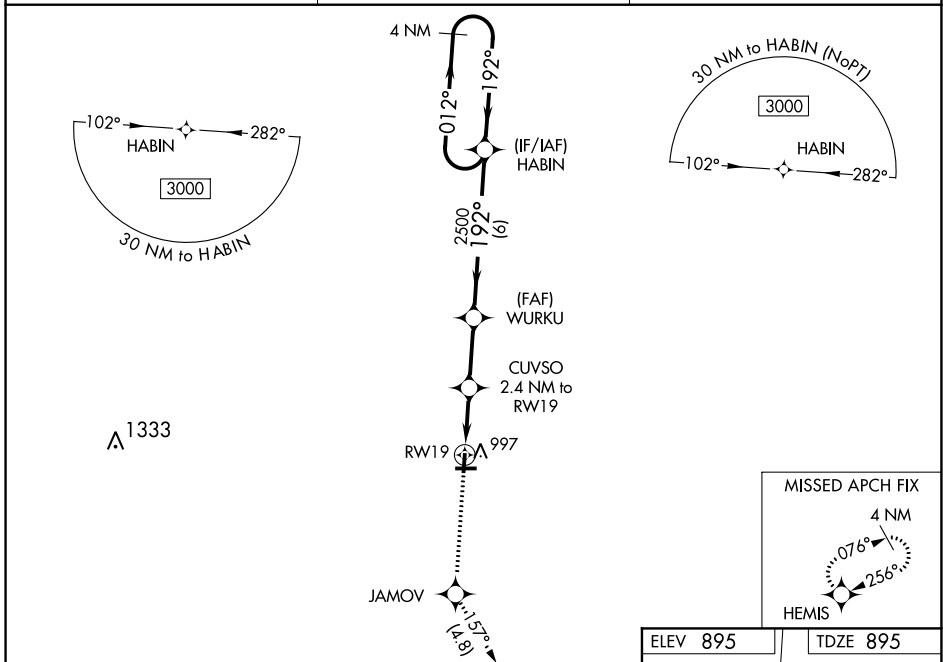 4 NM
012°
192°
(IF/IAF)
HABIN
2500
192°
(6)
(FAF)
WURKU
CUVSO
2.4 NM to
RW19
RW19
997
1333
JAMOV
157°
(4.8)
102°
282°
HABIN
3000
30 NM to HABIN
30 NM to HABIN (NoPT)
3000
HABIN
102°
282°
MISSED APCH FIX
4 NM
076°
256°
HEMIS
ELEV 895
TDZE 895